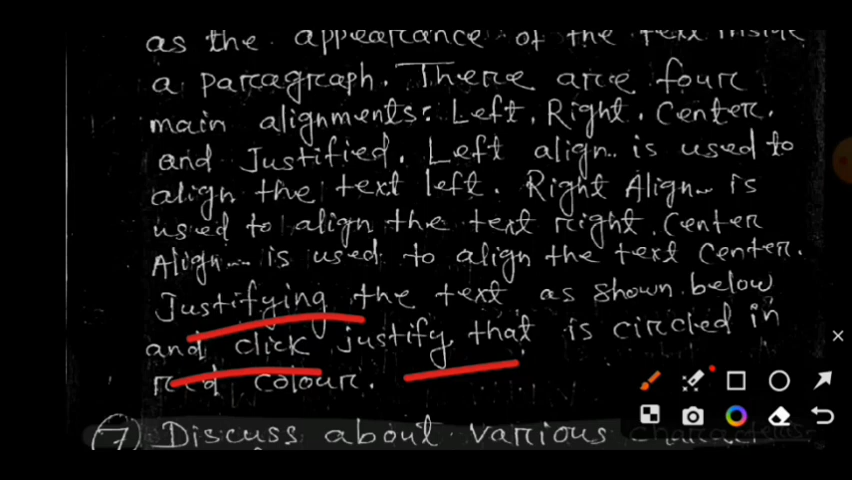 as the appearance of the text inside
a paragraph. There are four
main alignments: Left, Right, Center,
and Justified. Left align is used to
align the text left. Right Align is
used to align the text right. Center
Align is used to align the text Center.
Justifying the text as shown below
and click justify that is circled in
red colour.
7) Discuss about various